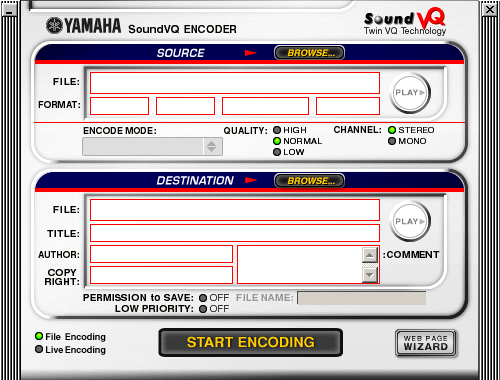 YAMAHA SoundVQ ENCODER
Sound VQ
Twin VQ Technology
SOURCE BROWSE...
FILE:
PLAY
FORMAT:
ENCODE MODE: QUALITY: HIGH CHANNEL: STEREO
NORMAL MONO
LOW
DESTINATION BROWSE...
FILE:
PLAY
TITLE:
AUTHOR: :COMMENT
COPY
RIGHT:
PERMISSION to SAVE: OFF FILE NAME:
LOW PRIORITY: OFF
File Encoding
Live Encoding
START ENCODING
WEB PAGE
WIZARD